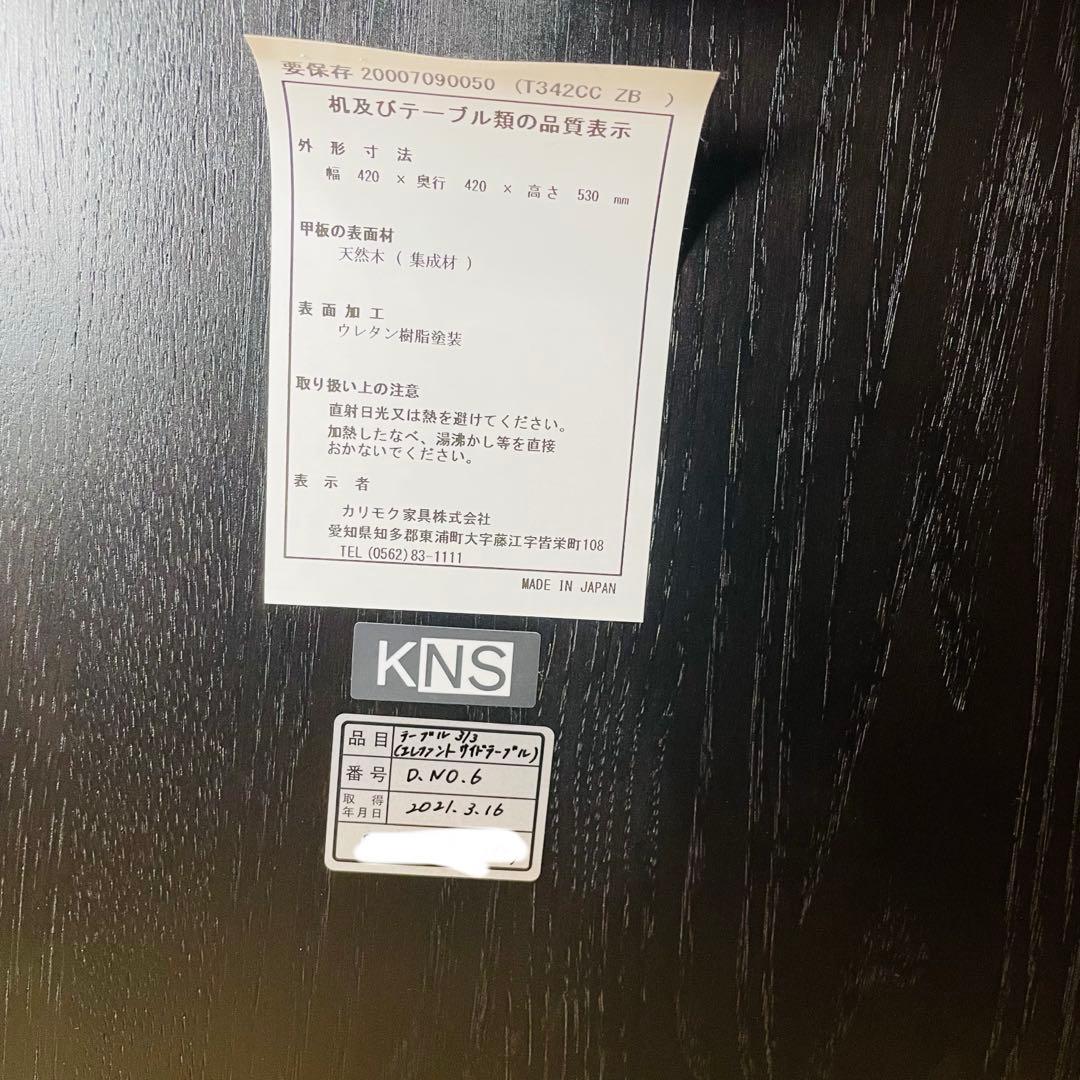 要保存 20007090050 (T342CC ZB )
机及びテーブル類の品質表示
外形寸法
幅 420 × 奥行 420 × 高さ 530 mm
甲板の表面材
天然木 ( 集成材 )
表面加工
ウレタン樹脂塗装
取り扱い上の注意
直射日光又は熱を避けてください。
加熱したなべ、湯沸かし等を直接
おかないでください。
表示者
カリモク家具株式会社
愛知県知多郡東浦町大字藤江字皆栄町108
TEL (0562)83-1111
MADE IN JAPAN
KNS
品目 テーブル 3/3
(エレファントサイドテーブル)
番号 D.NO.6
取得年月日 2021.3.16